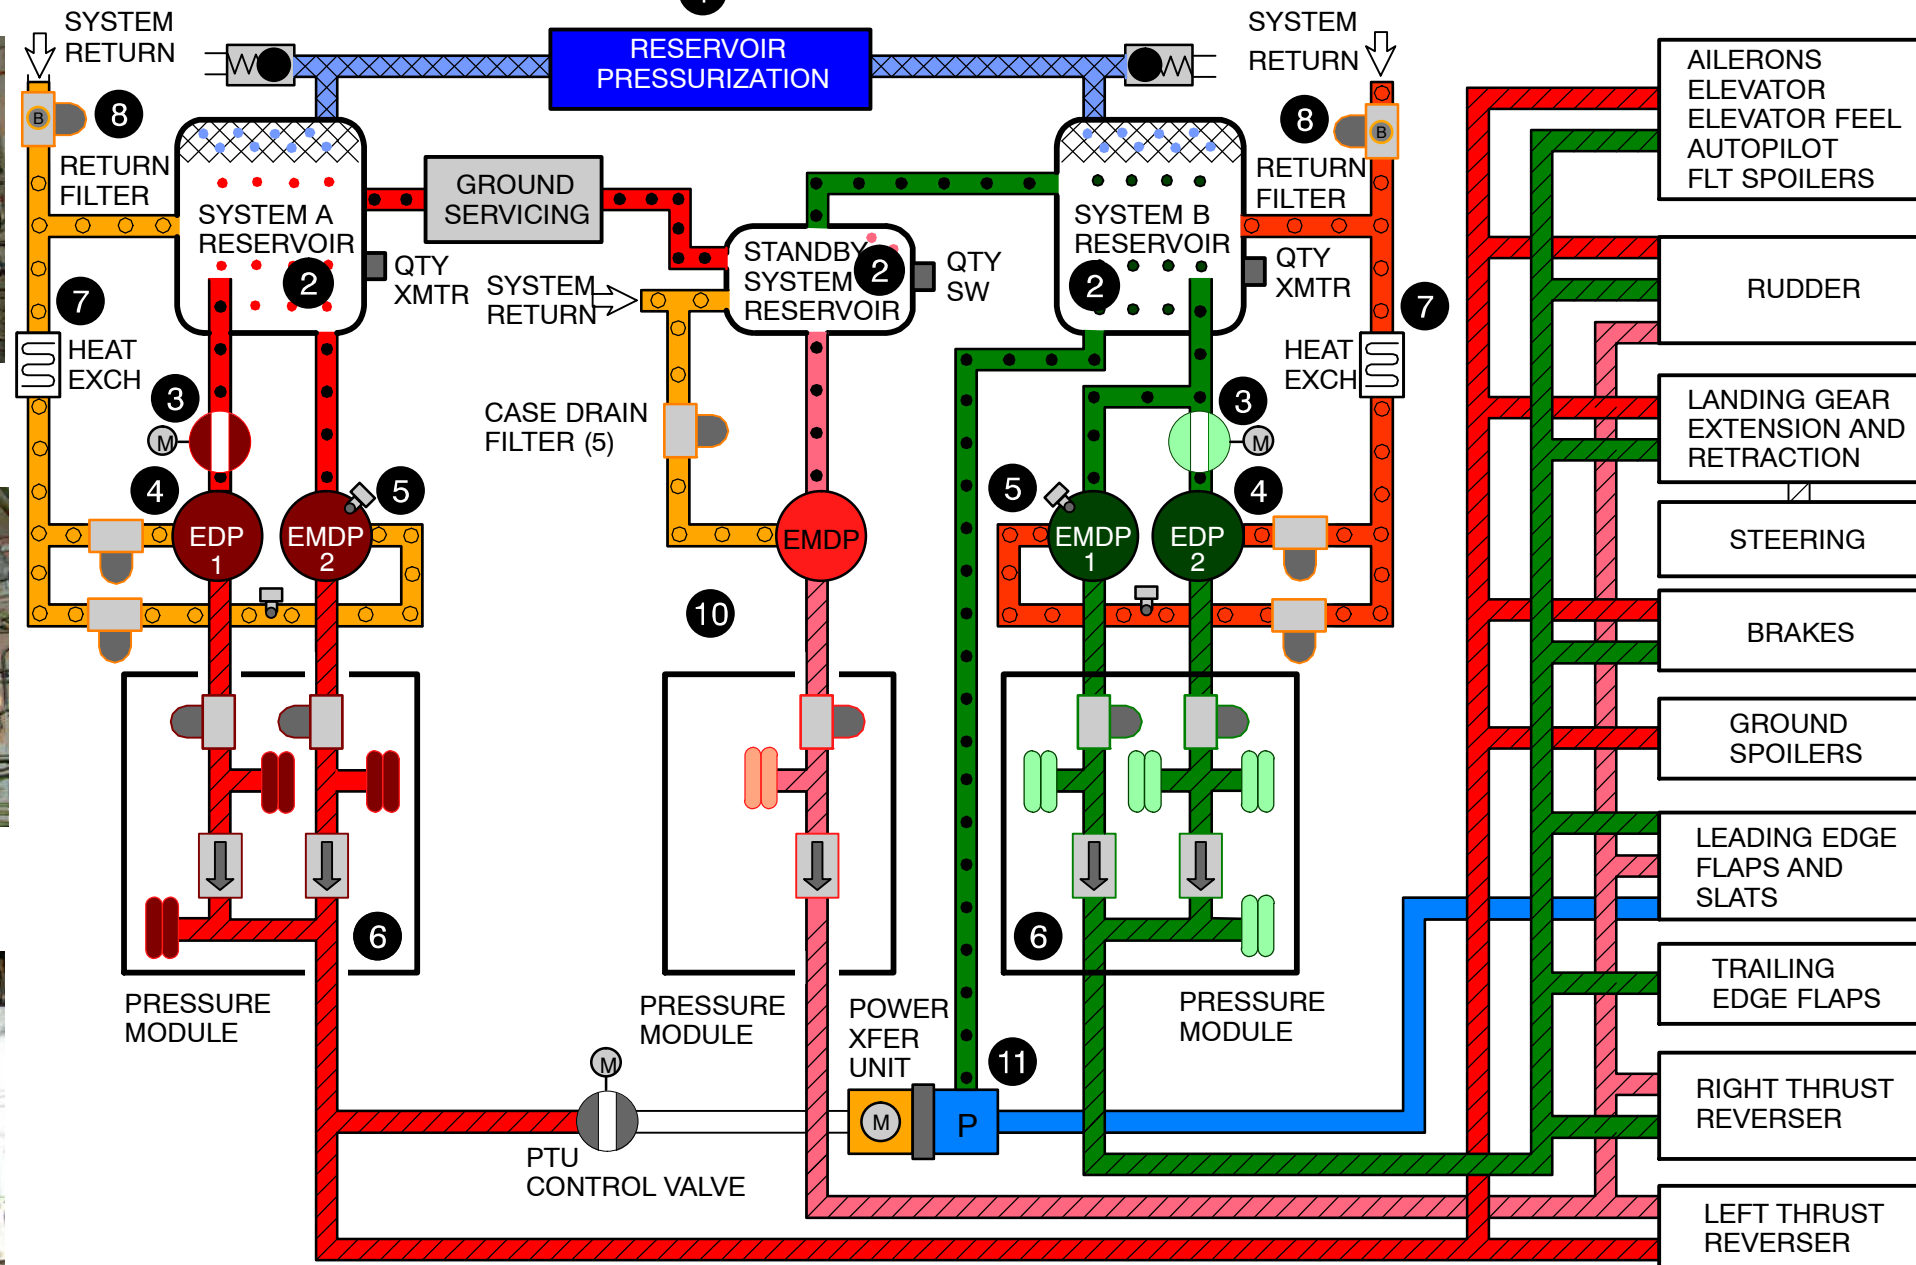 SYSTEM
RETURN
RESERVOIR
PRESSURIZATION
SYSTEM
RETURN
B
8
RETURN
FILTER
8
B
RETURN
FILTER
GROUND
SERVICING
SYSTEM A
RESERVOIR
2
QTY
XMTR
STANDBY
SYSTEM
RESERVOIR
2
QTY
SW
SYSTEM
RETURN
SYSTEM B
RESERVOIR
2
QTY
XMTR
7
HEAT
EXCH
7
HEAT
EXCH
3
M
CASE DRAIN
FILTER (5)
3
M
4
5
5
4
EDP
1
EMDP
2
EMDP
EMDP
1
EDP
2
10
6
6
PRESSURE
MODULE
PRESSURE
MODULE
PRESSURE
MODULE
POWER
XFER
UNIT
11
M
M
P
PTU
CONTROL VALVE
AILERONS
ELEVATOR
ELEVATOR FEEL
AUTOPILOT
FLT SPOILERS
RUDDER
LANDING GEAR
EXTENSION AND
RETRACTION
STEERING
BRAKES
GROUND
SPOILERS
LEADING EDGE
FLAPS AND
SLATS
TRAILING
EDGE FLAPS
RIGHT THRUST
REVERSER
LEFT THRUST
REVERSER